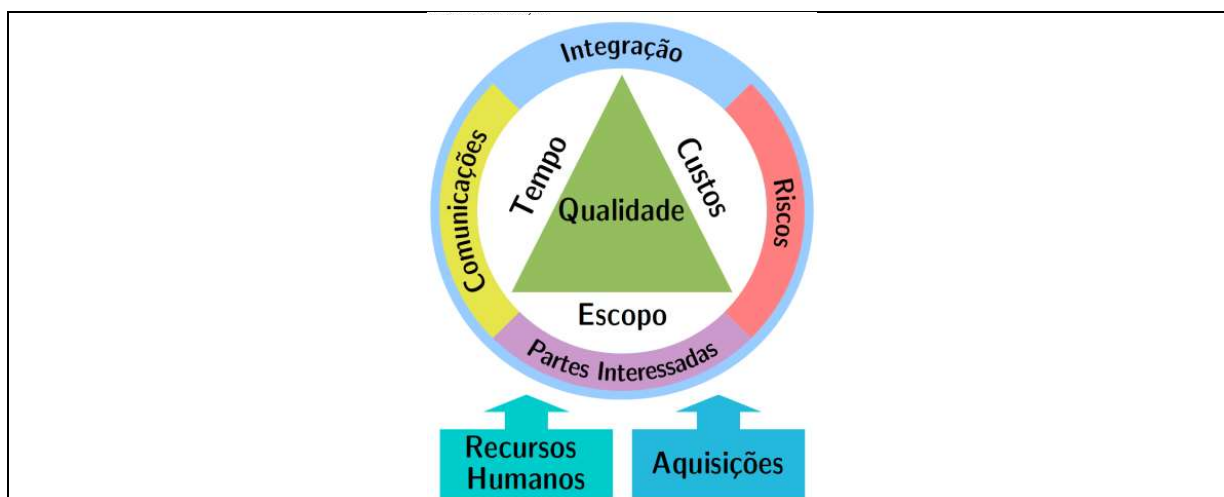 Integração
Comunicações
Tempo
Custos
Riscos
Qualidade
Escopo
Partes Interessadas
Recursos
Humanos
Aquisições